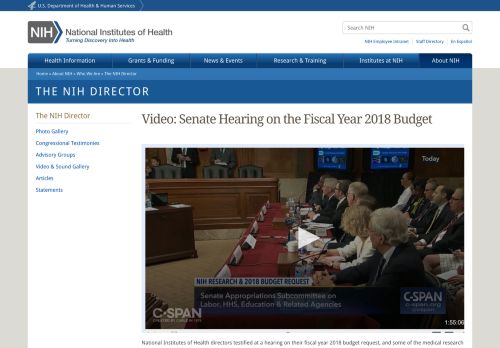 U.S. Department of Health & Human Services
NIH National Institutes of Health
Turning Discovery Into Health
Search NIH
NIH Employee Intranet | Staff Directory | En Español
Health Information
Grants & Funding
News & Events
Research & Training
Institutes at NIH
About NIH
Home » About NIH » Who We Are » The NIH Director
THE NIH DIRECTOR
The NIH Director
Photo Gallery
Congressional Testimonies
Advisory Groups
Video & Sound Gallery
Articles
Statements
Video: Senate Hearing on the Fiscal Year 2018 Budget
Today
NIH RESEARCH & 2018 BUDGET REQUEST
Senate Appropriations Subcommittee on
Labor, HHS, Education & Related Agencies
C-SPAN
CREATED BY CABLE IN 1979
C-SPAN
c-span.org
1:55:06
National Institutes of Health directors testified at a hearing on their fiscal year 2018 budget request, and some of the medical research